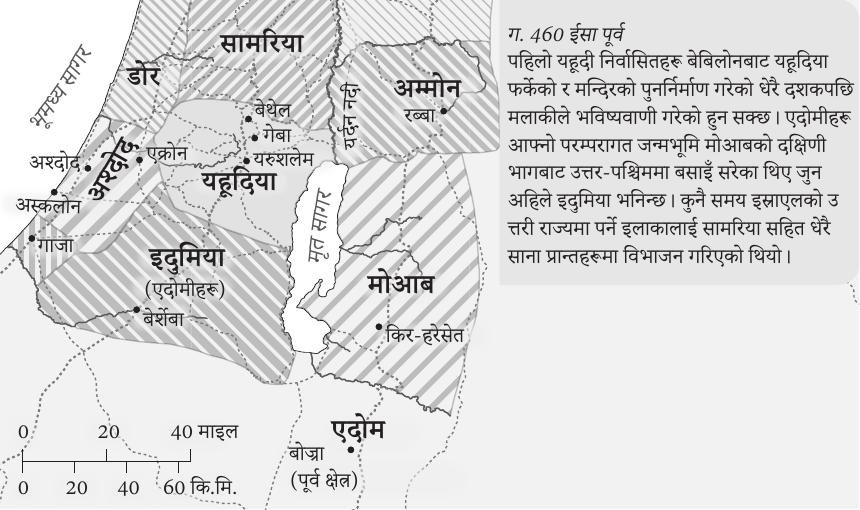 ग. 460 ईसा पूर्व
पहिलो यहूदी निर्वासितहरू बेबिलोनबाट यहूदिया
फर्केको र मन्दिरको पुनर्निर्माण गरेको धेरै दशकपछि
मलाकीले भविष्यवाणी गरेको हुन सक्छ। एदोमीहरू
आफ्नो परम्परागत जन्मभूमि मोआबको दक्षिणी
भागबाट उत्तर-पश्चिममा बसाइँ सरेका थिए जुन
अहिले इदुमिया भनिन्छ। कुनै समय इस्राएलको उ
त्तरी राज्यमा पर्ने इलाकालाई सामरिया सहित धेरै
साना प्रान्तहरूमा विभाजन गरिएको थियो।
सामरिया
डोर
भूमध्य सागर
अम्मोन
रब्बा
यर्दन नदी
बेथेल
गेबा
यरुशलेम
यहूदिया
एक्रोन
अश्दोद
अश्दोद
अस्कलोन
गाजा
मृत सागर
इदुमिया
(एदोमीहरू)
बेर्शेबा
मोआब
किर-हरेसेत
एदोम
बोज्रा
(पूर्व क्षेत्र)
0 20 40 माइल
0 20 40 60 कि.मि.